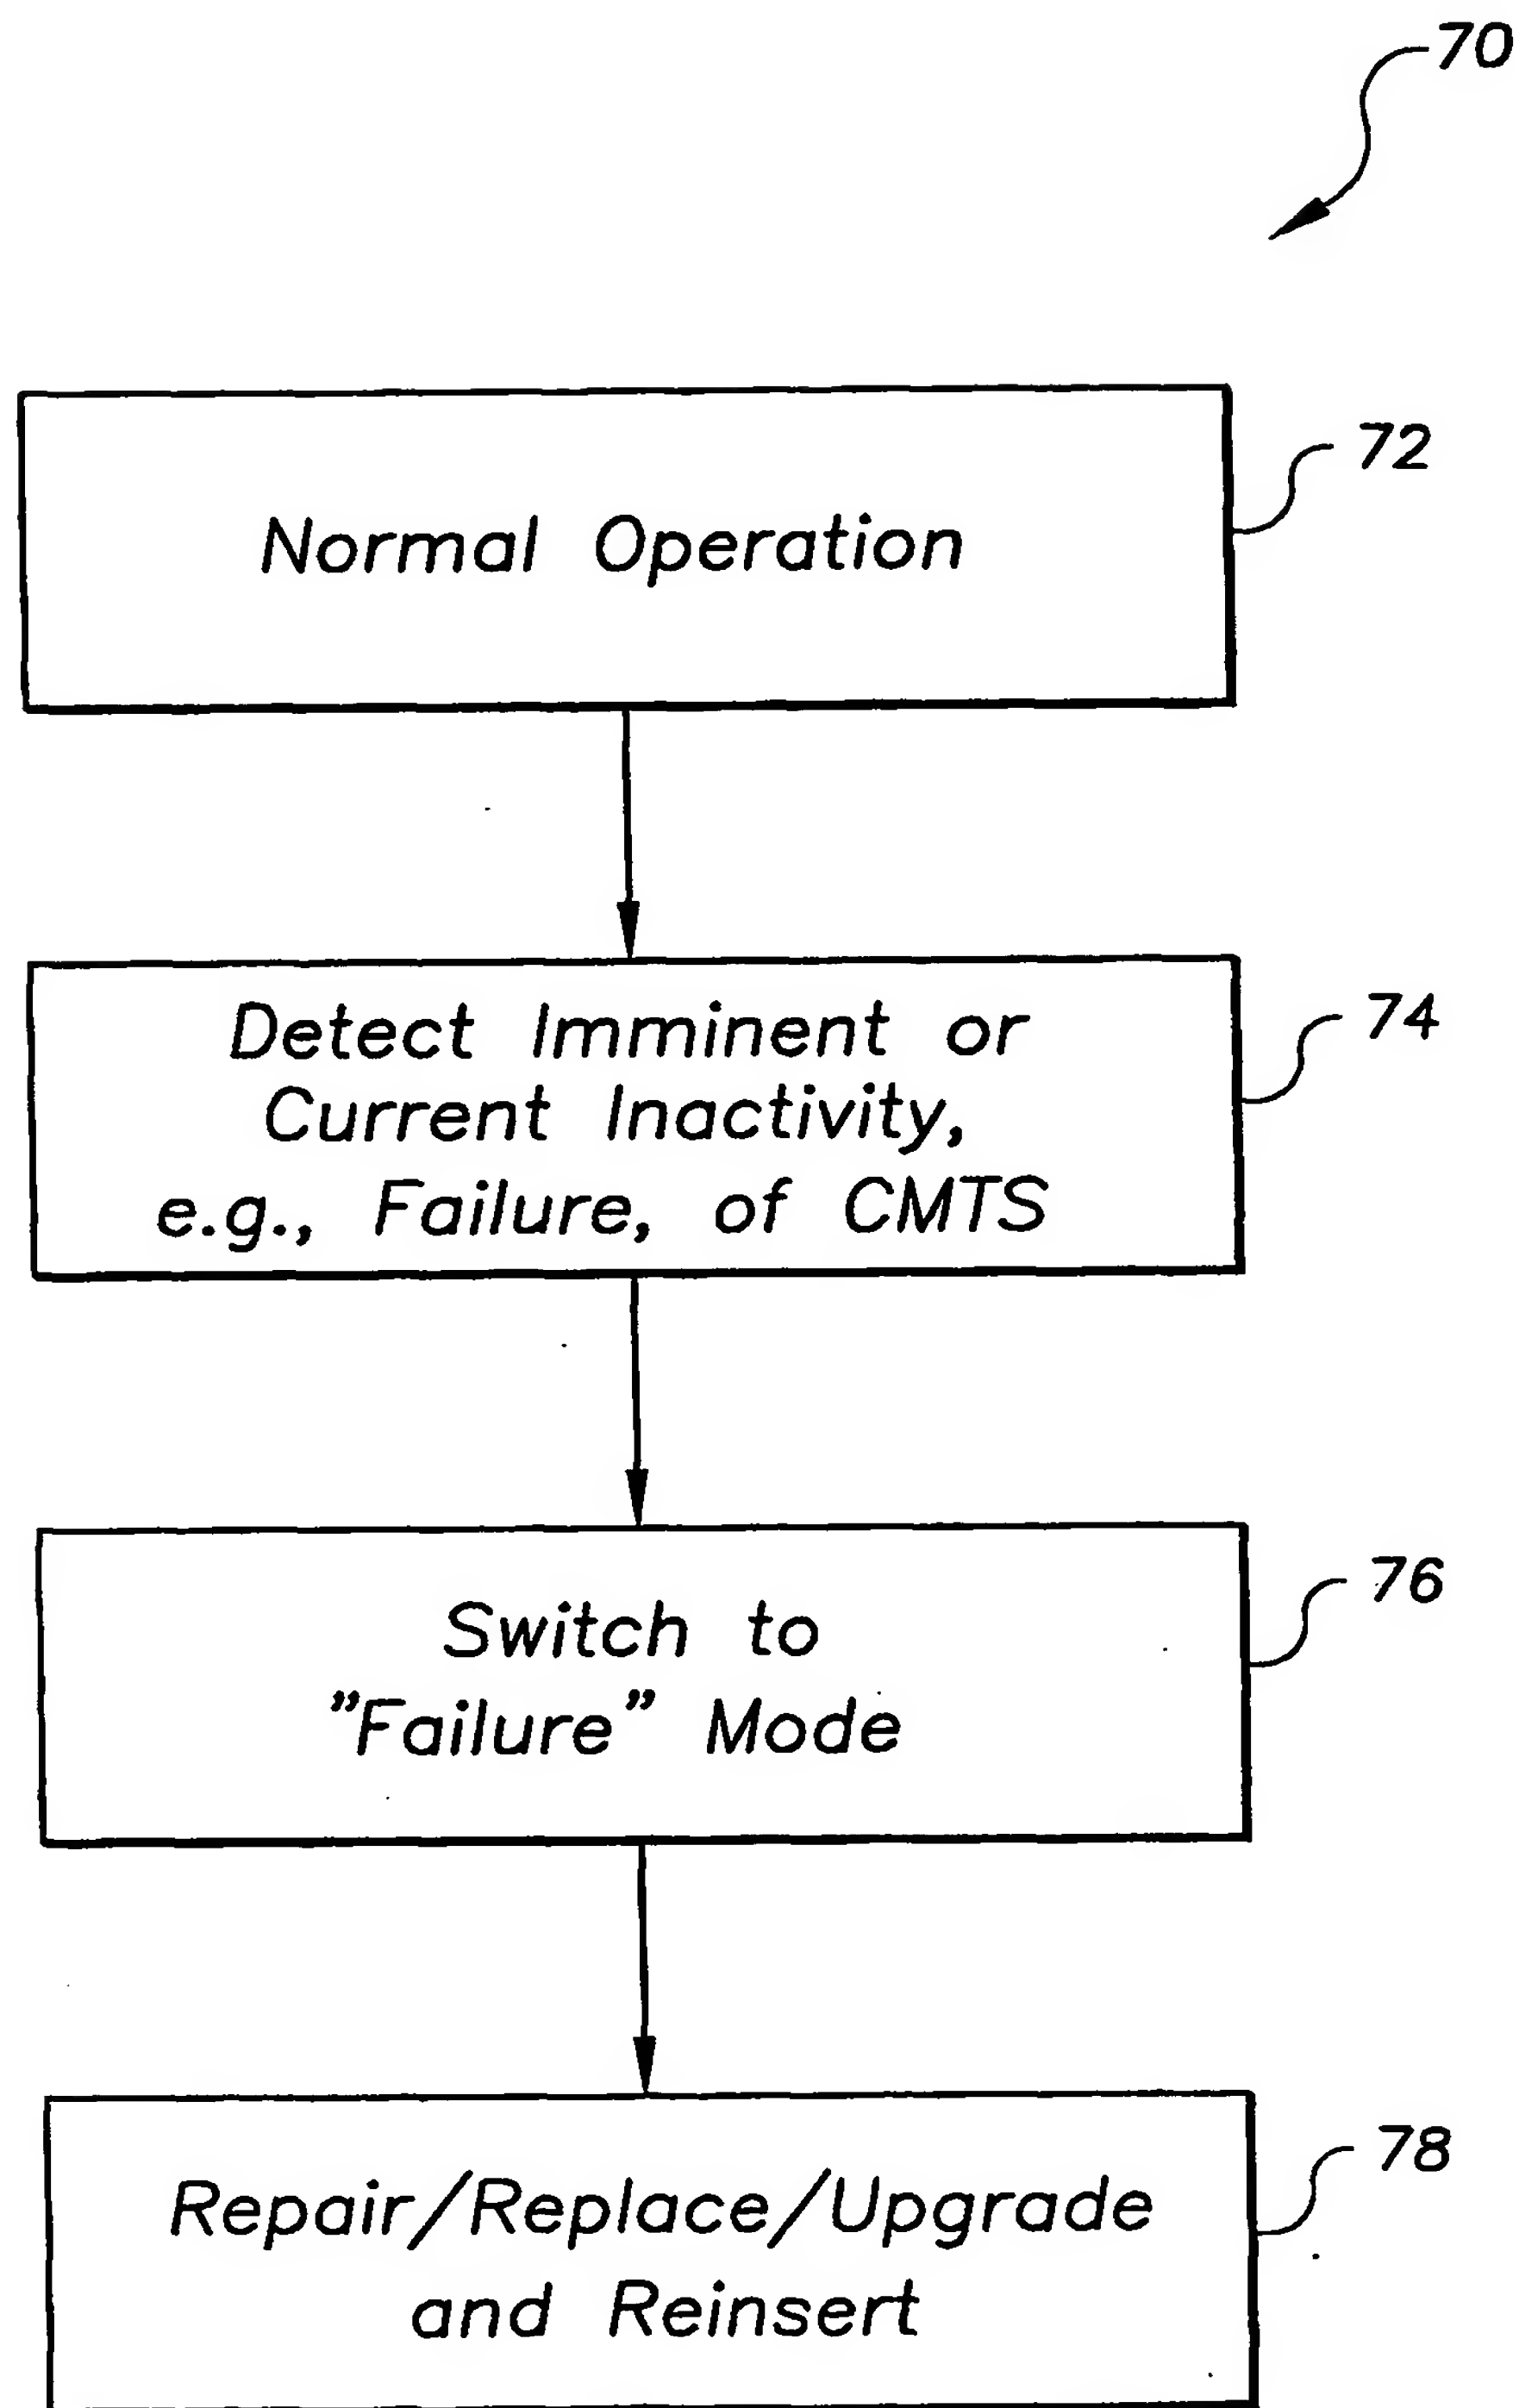 70
Normal Operation
72
Detect Imminent or
Current Inactivity,
e.g., Failure, of CMTS
74
Switch to
”Failure” Mode
76
Repair/Replace/Upgrade
and Reinsert
78